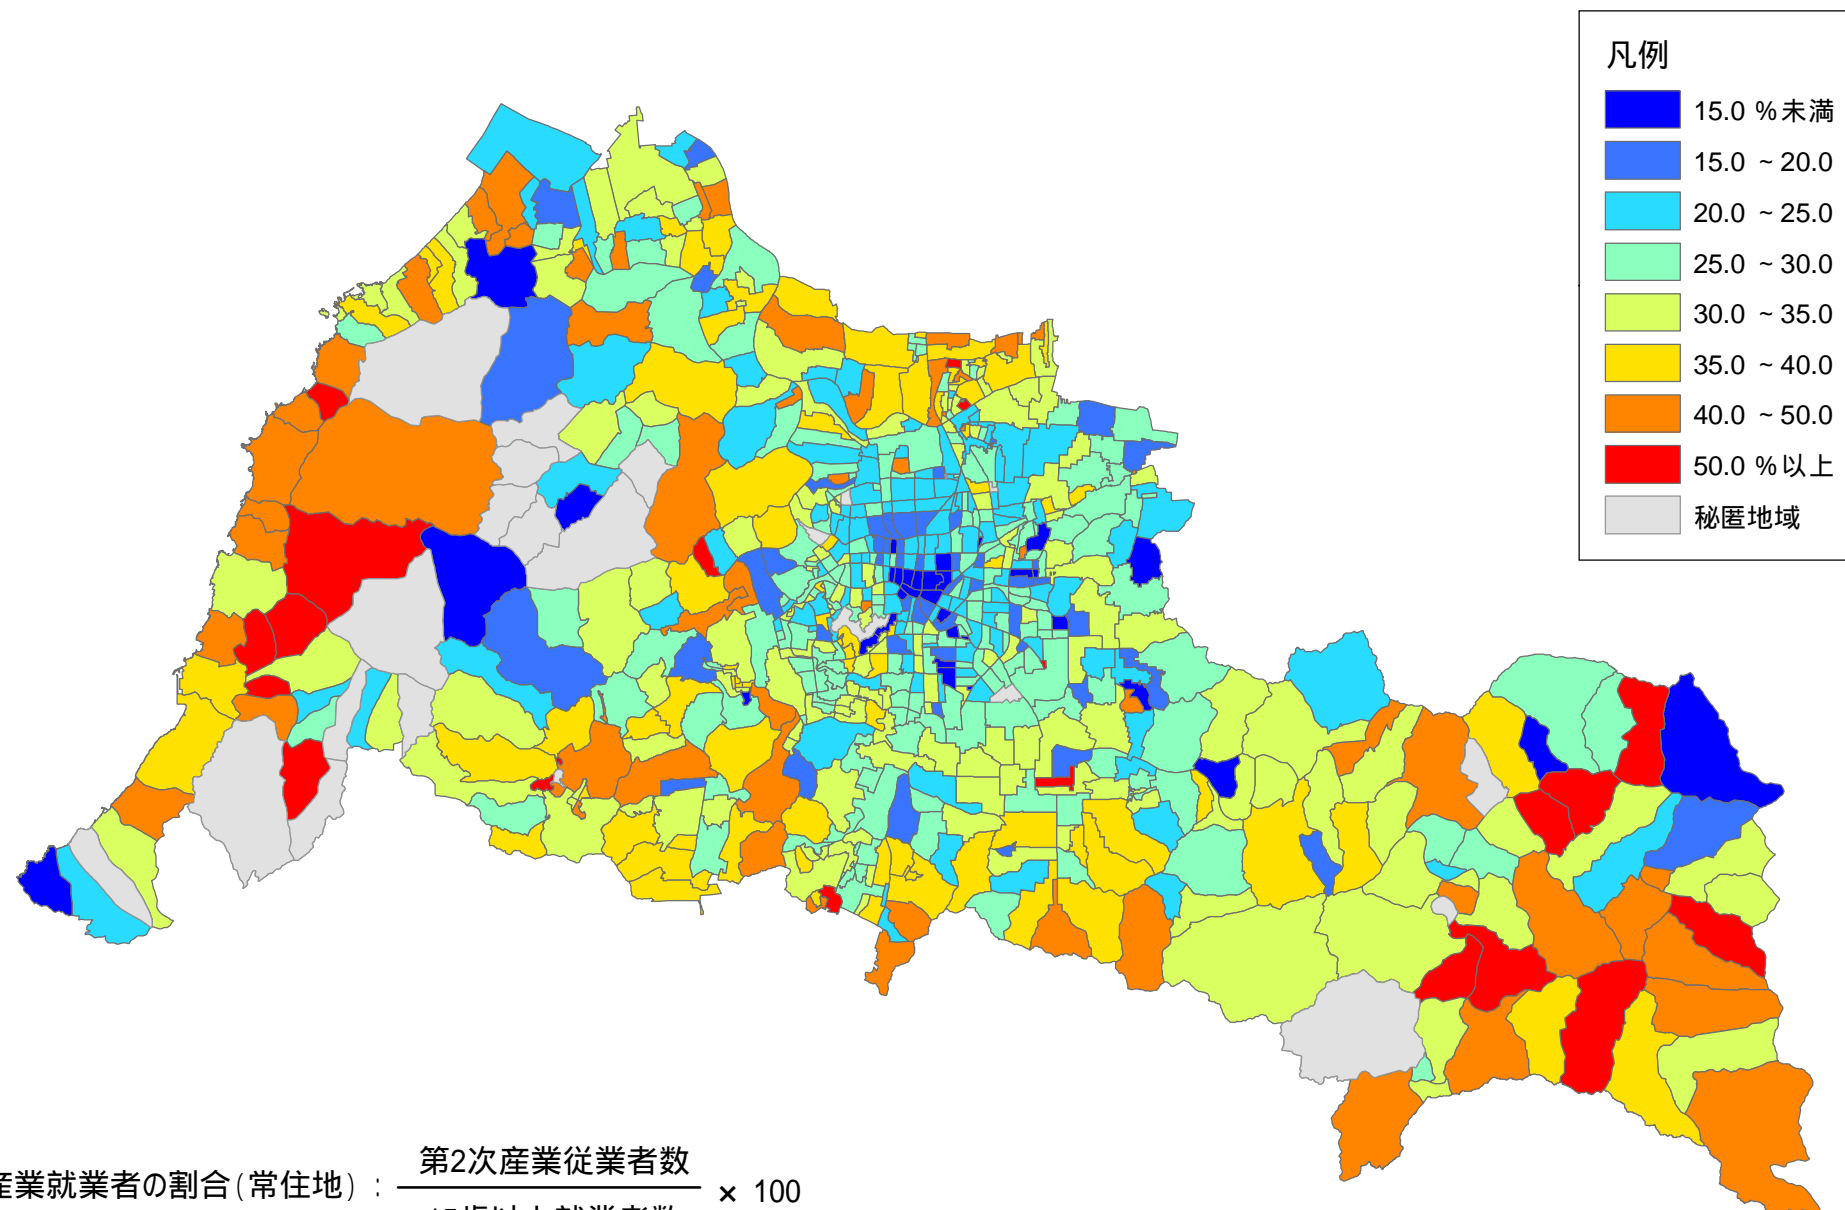 凡例
15.0 %未満
15.0 ~ 20.0
20.0 ~ 25.0
25.0 ~ 30.0
30.0 ~ 35.0
35.0 ~ 40.0
40.0 ~ 50.0
50.0 %以上
秘匿地域
第2次産業従業者数
産業就業者の割合(常住地) : × 100